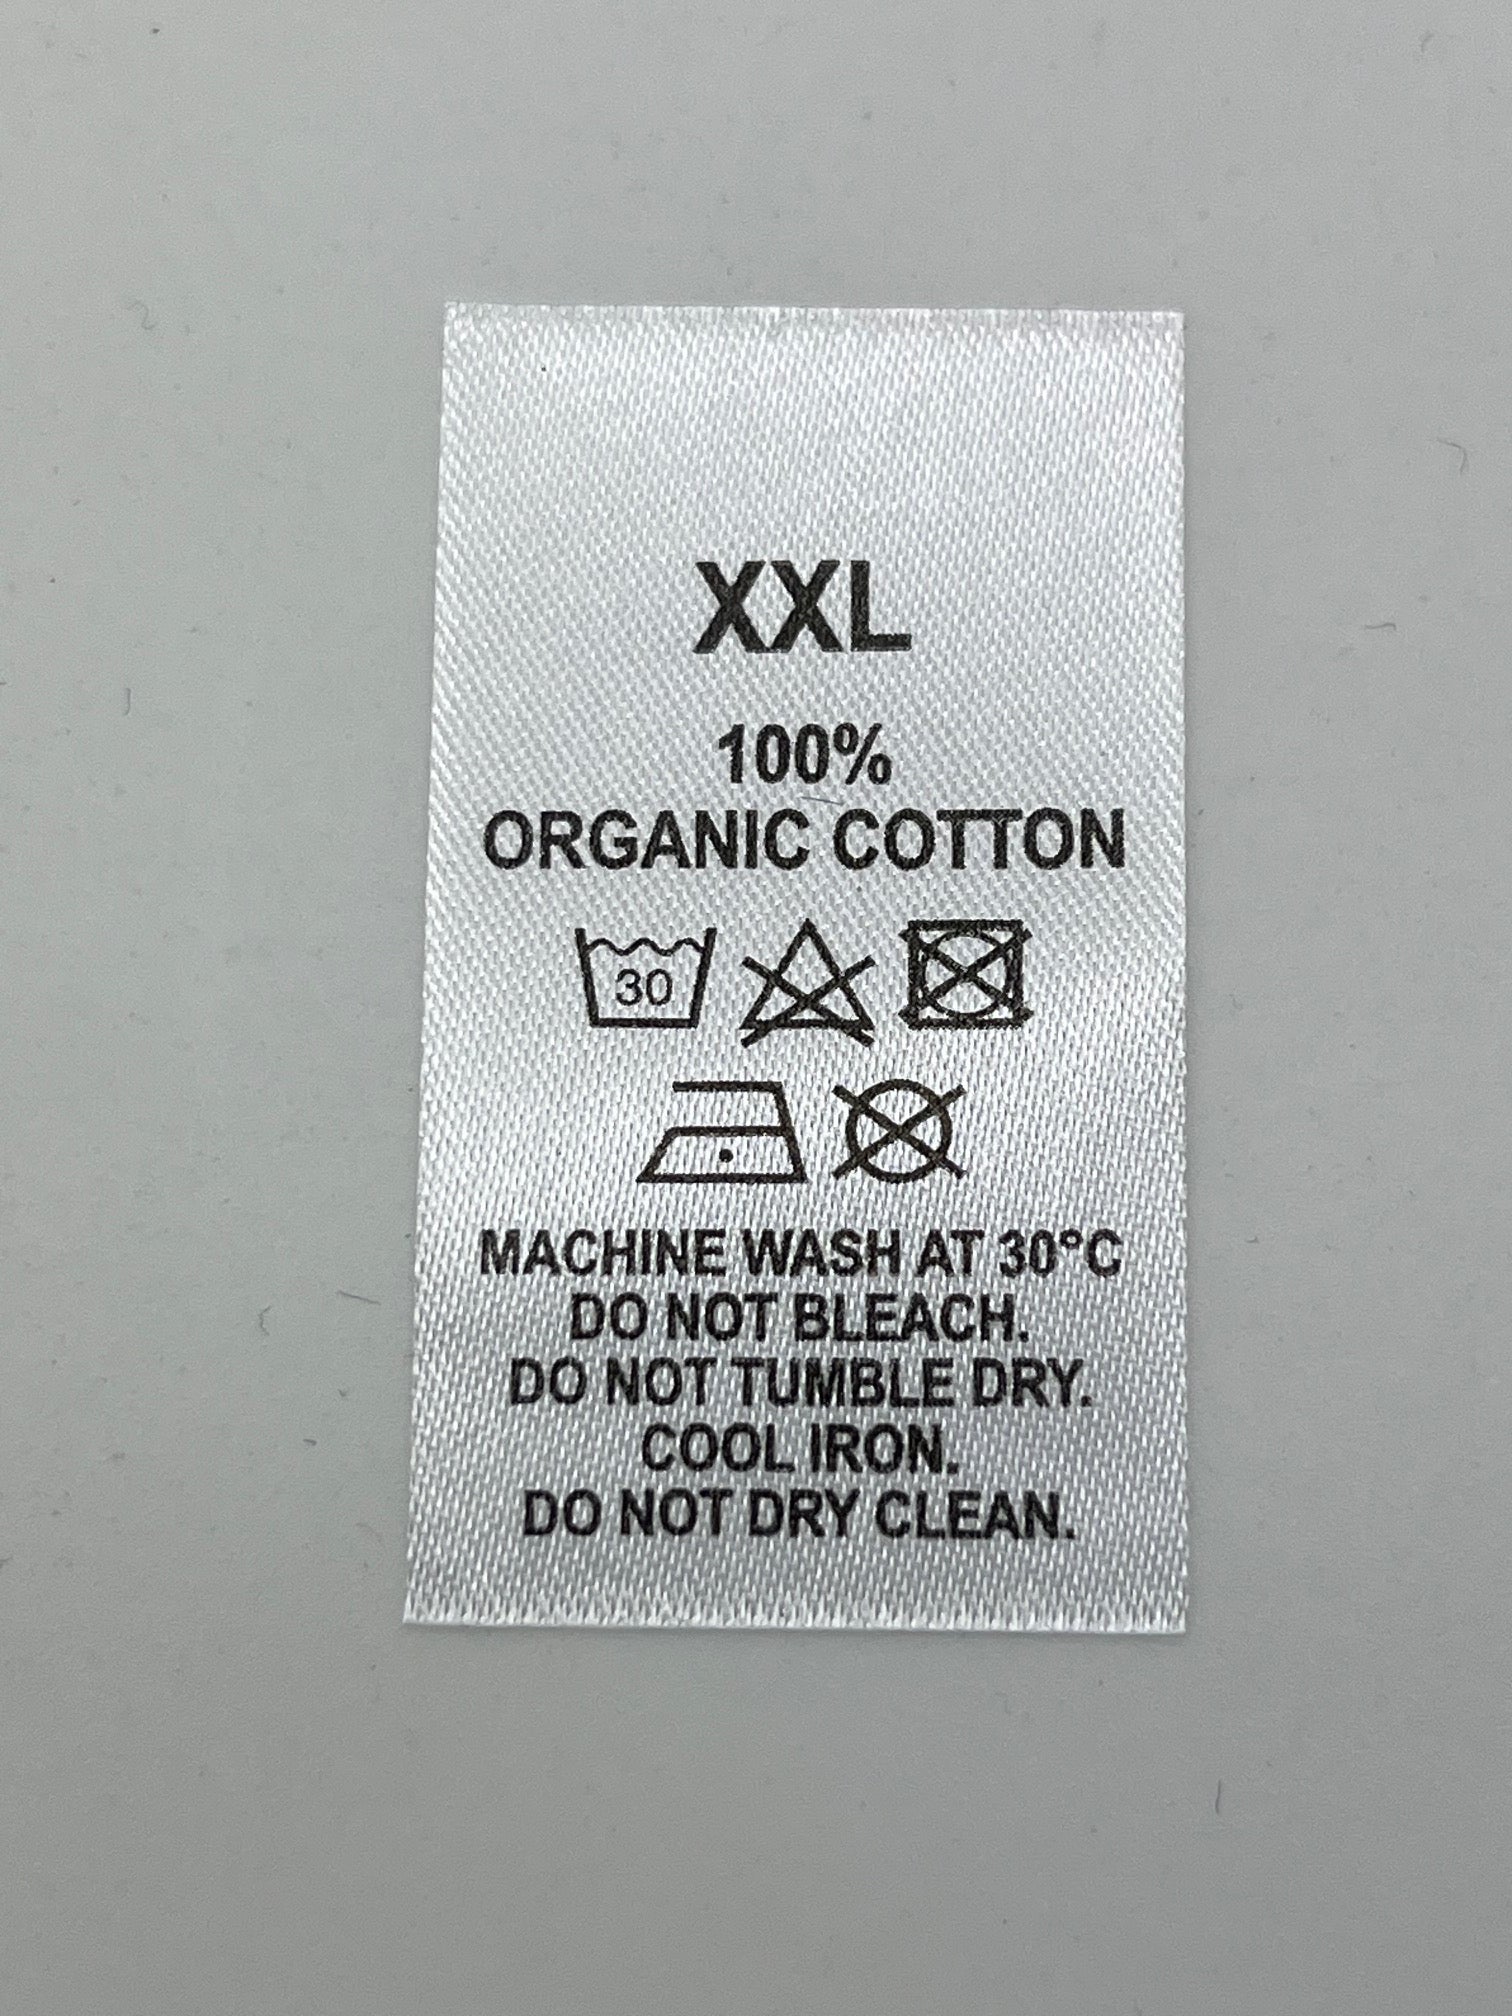 XXL
100%
ORGANIC COTTON
30
MACHINE WASH AT 30°C
DO NOT BLEACH.
DO NOT TUMBLE DRY.
COOL IRON.
DO NOT DRY CLEAN.